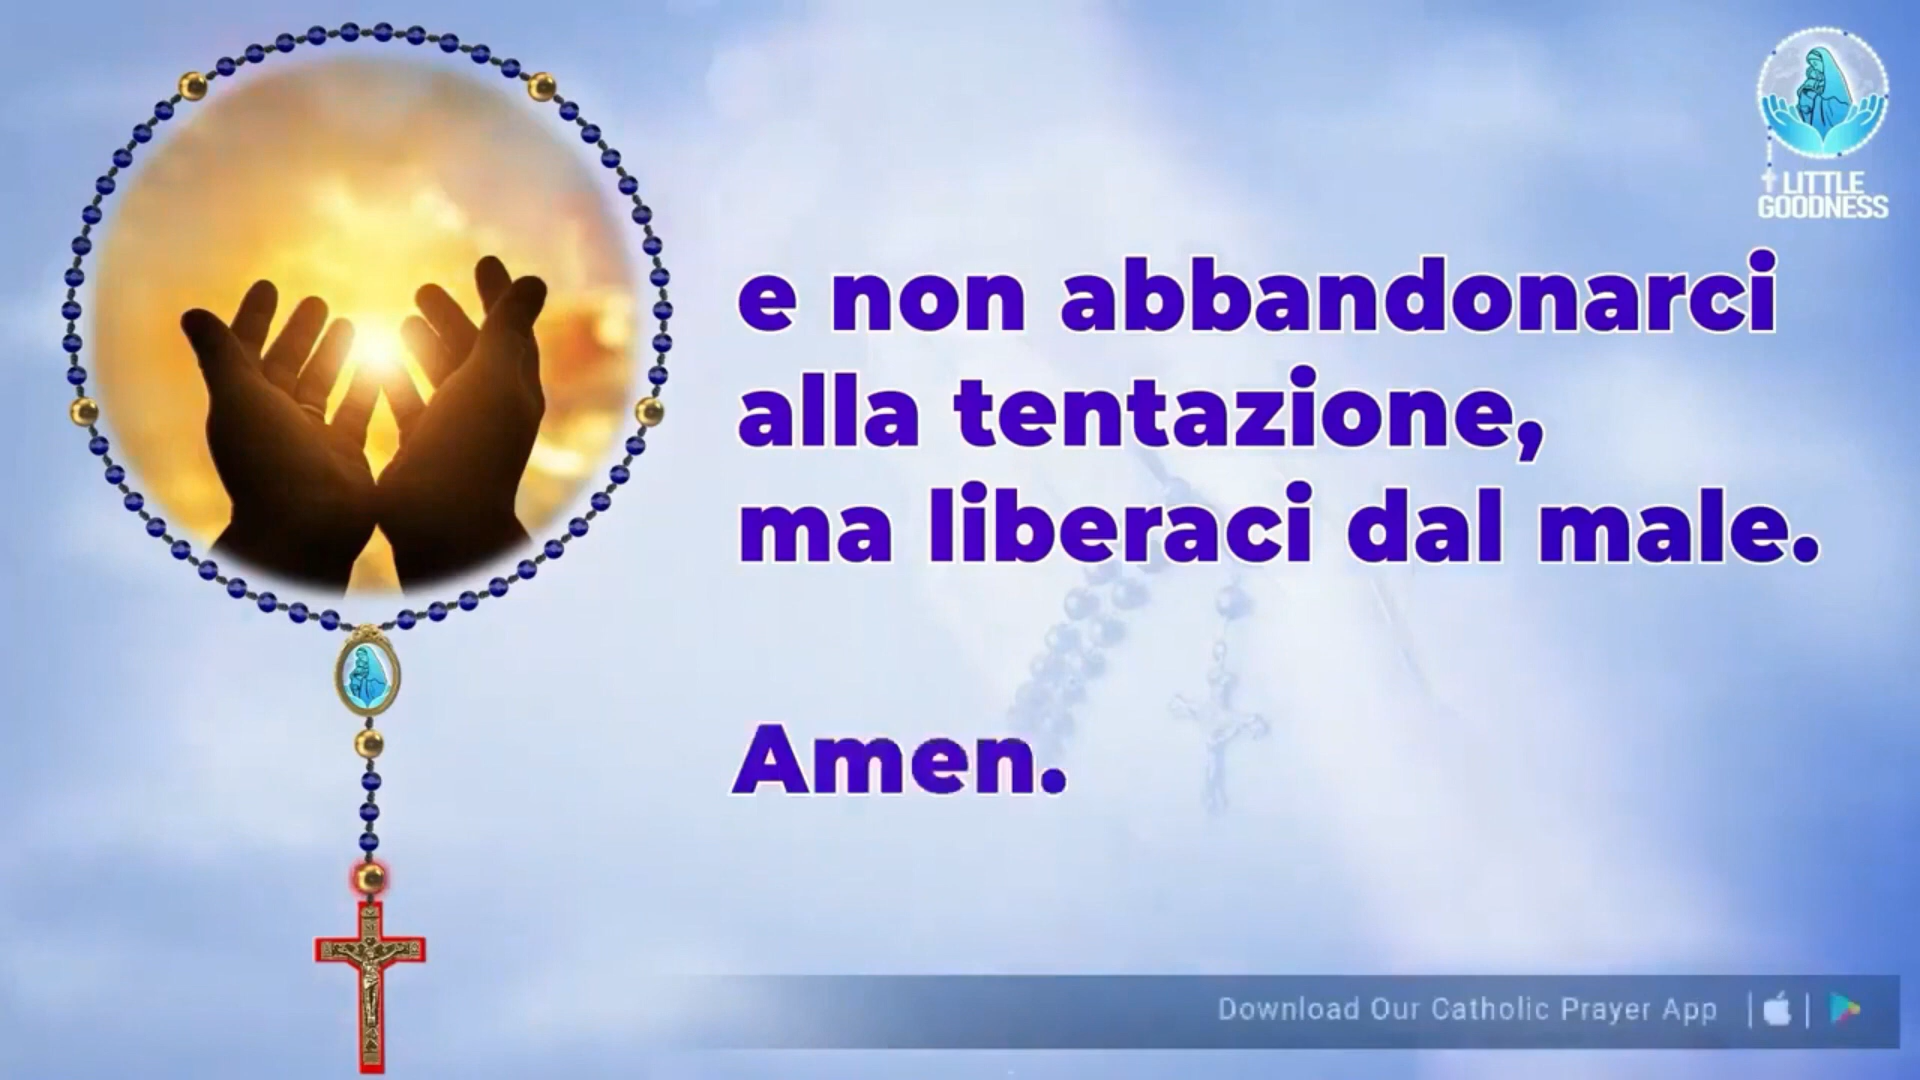 LITTLE
GOODNESS
e non abbandonarci
alla tentazione,
ma liberaci dal male.
Amen.
Download Our Catholic Prayer App